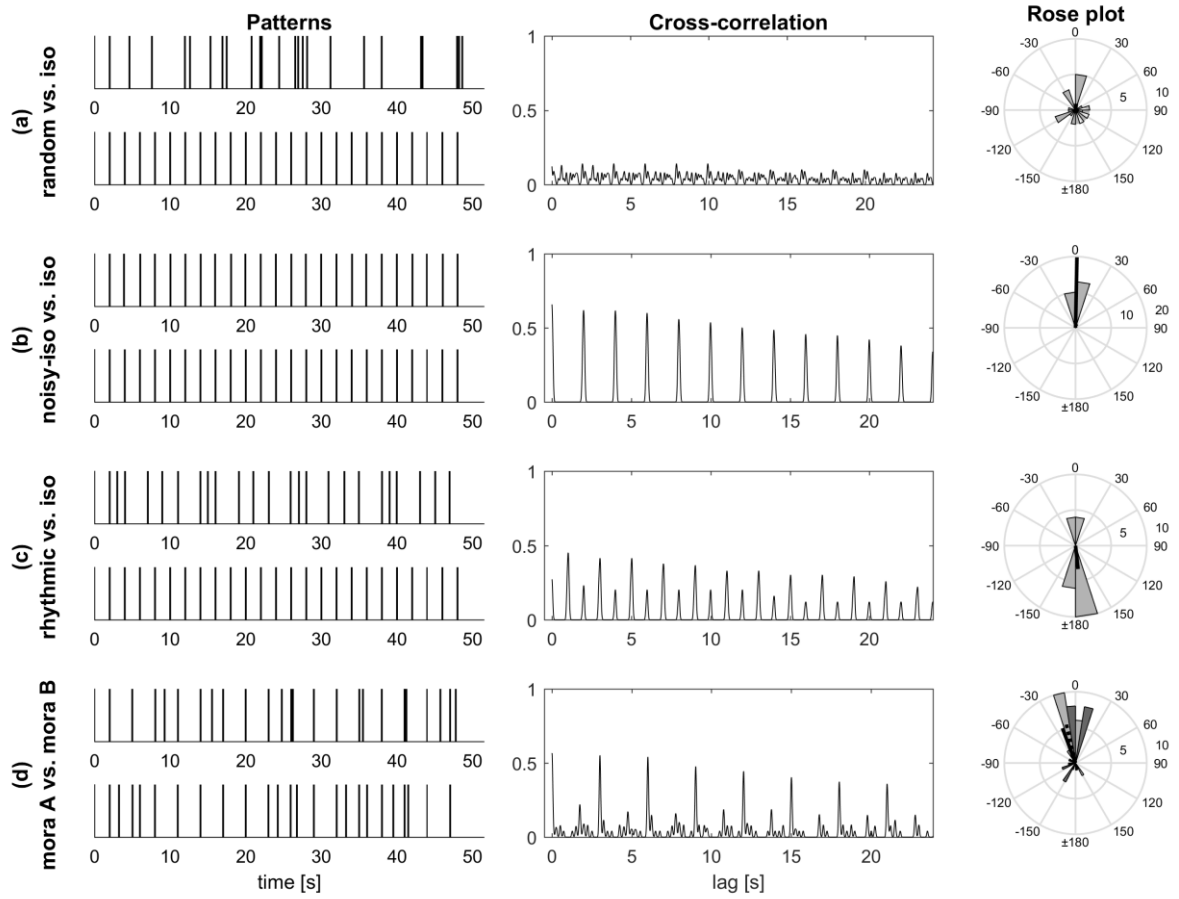 Patterns Cross-correlation Rose plot
(a)
random vs. iso
0 10 20 30 40 50
0 10 20 30 40 50
1
0.5
0
0 5 10 15 20
0
-30 30
-60 60
5 10
-90 90
-120 120
-150 150
±180
(b)
noisy-iso vs. iso
0 10 20 30 40 50
0 10 20 30 40 50
1
0.5
0
0 5 10 15 20
0
-30 30
-60 60
10 20
-90 90
-120 120
-150 150
±180
(c)
rhythmic vs. iso
0 10 20 30 40 50
0 10 20 30 40 50
1
0.5
0
0 5 10 15 20
0
-30 30
-60 60
5 10
-90 90
-120 120
-150 150
±180
(d)
mora A vs. mora B
0 10 20 30 40 50
0 10 20 30 40 50
time [s]
1
0.5
0
0 5 10 15 20
lag [s]
0
-30 30
-60 60
5 10
-90 90
-120 120
-150 150
±180